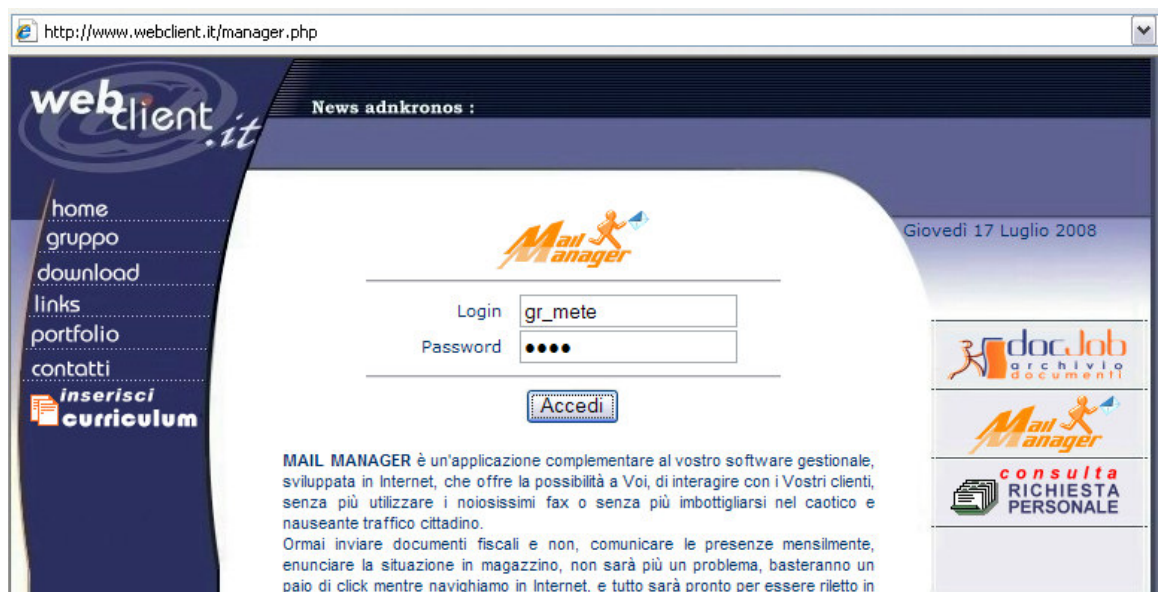 http://www.webclient.it/manager.php
webclient.it
News adnkronos :
home
gruppo
download
links
portfolio
contatti
inserisci
curriculum
Mail
Manager
Login gr_mete
Password ●●●●
Accedi
MAIL MANAGER è un'applicazione complementare al vostro software gestionale,
sviluppata in Internet, che offre la possibilità a Voi, di interagire con i Vostri clienti,
senza più utilizzare i noiosissimi fax o senza più imbottigliarsi nel caotico e
nauseante traffico cittadino.
Ormai inviare documenti fiscali e non, comunicare le presenze mensilmente,
enunciare la situazione in magazzino, non sarà più un problema, basteranno un
paio di click mentre navighiamo in Internet, e tutto sarà pronto per essere riletto in
Giovedì 17 Luglio 2008
docJob
archivio
documenti
Mail
Manager
consulta
RICHIESTA
PERSONALE